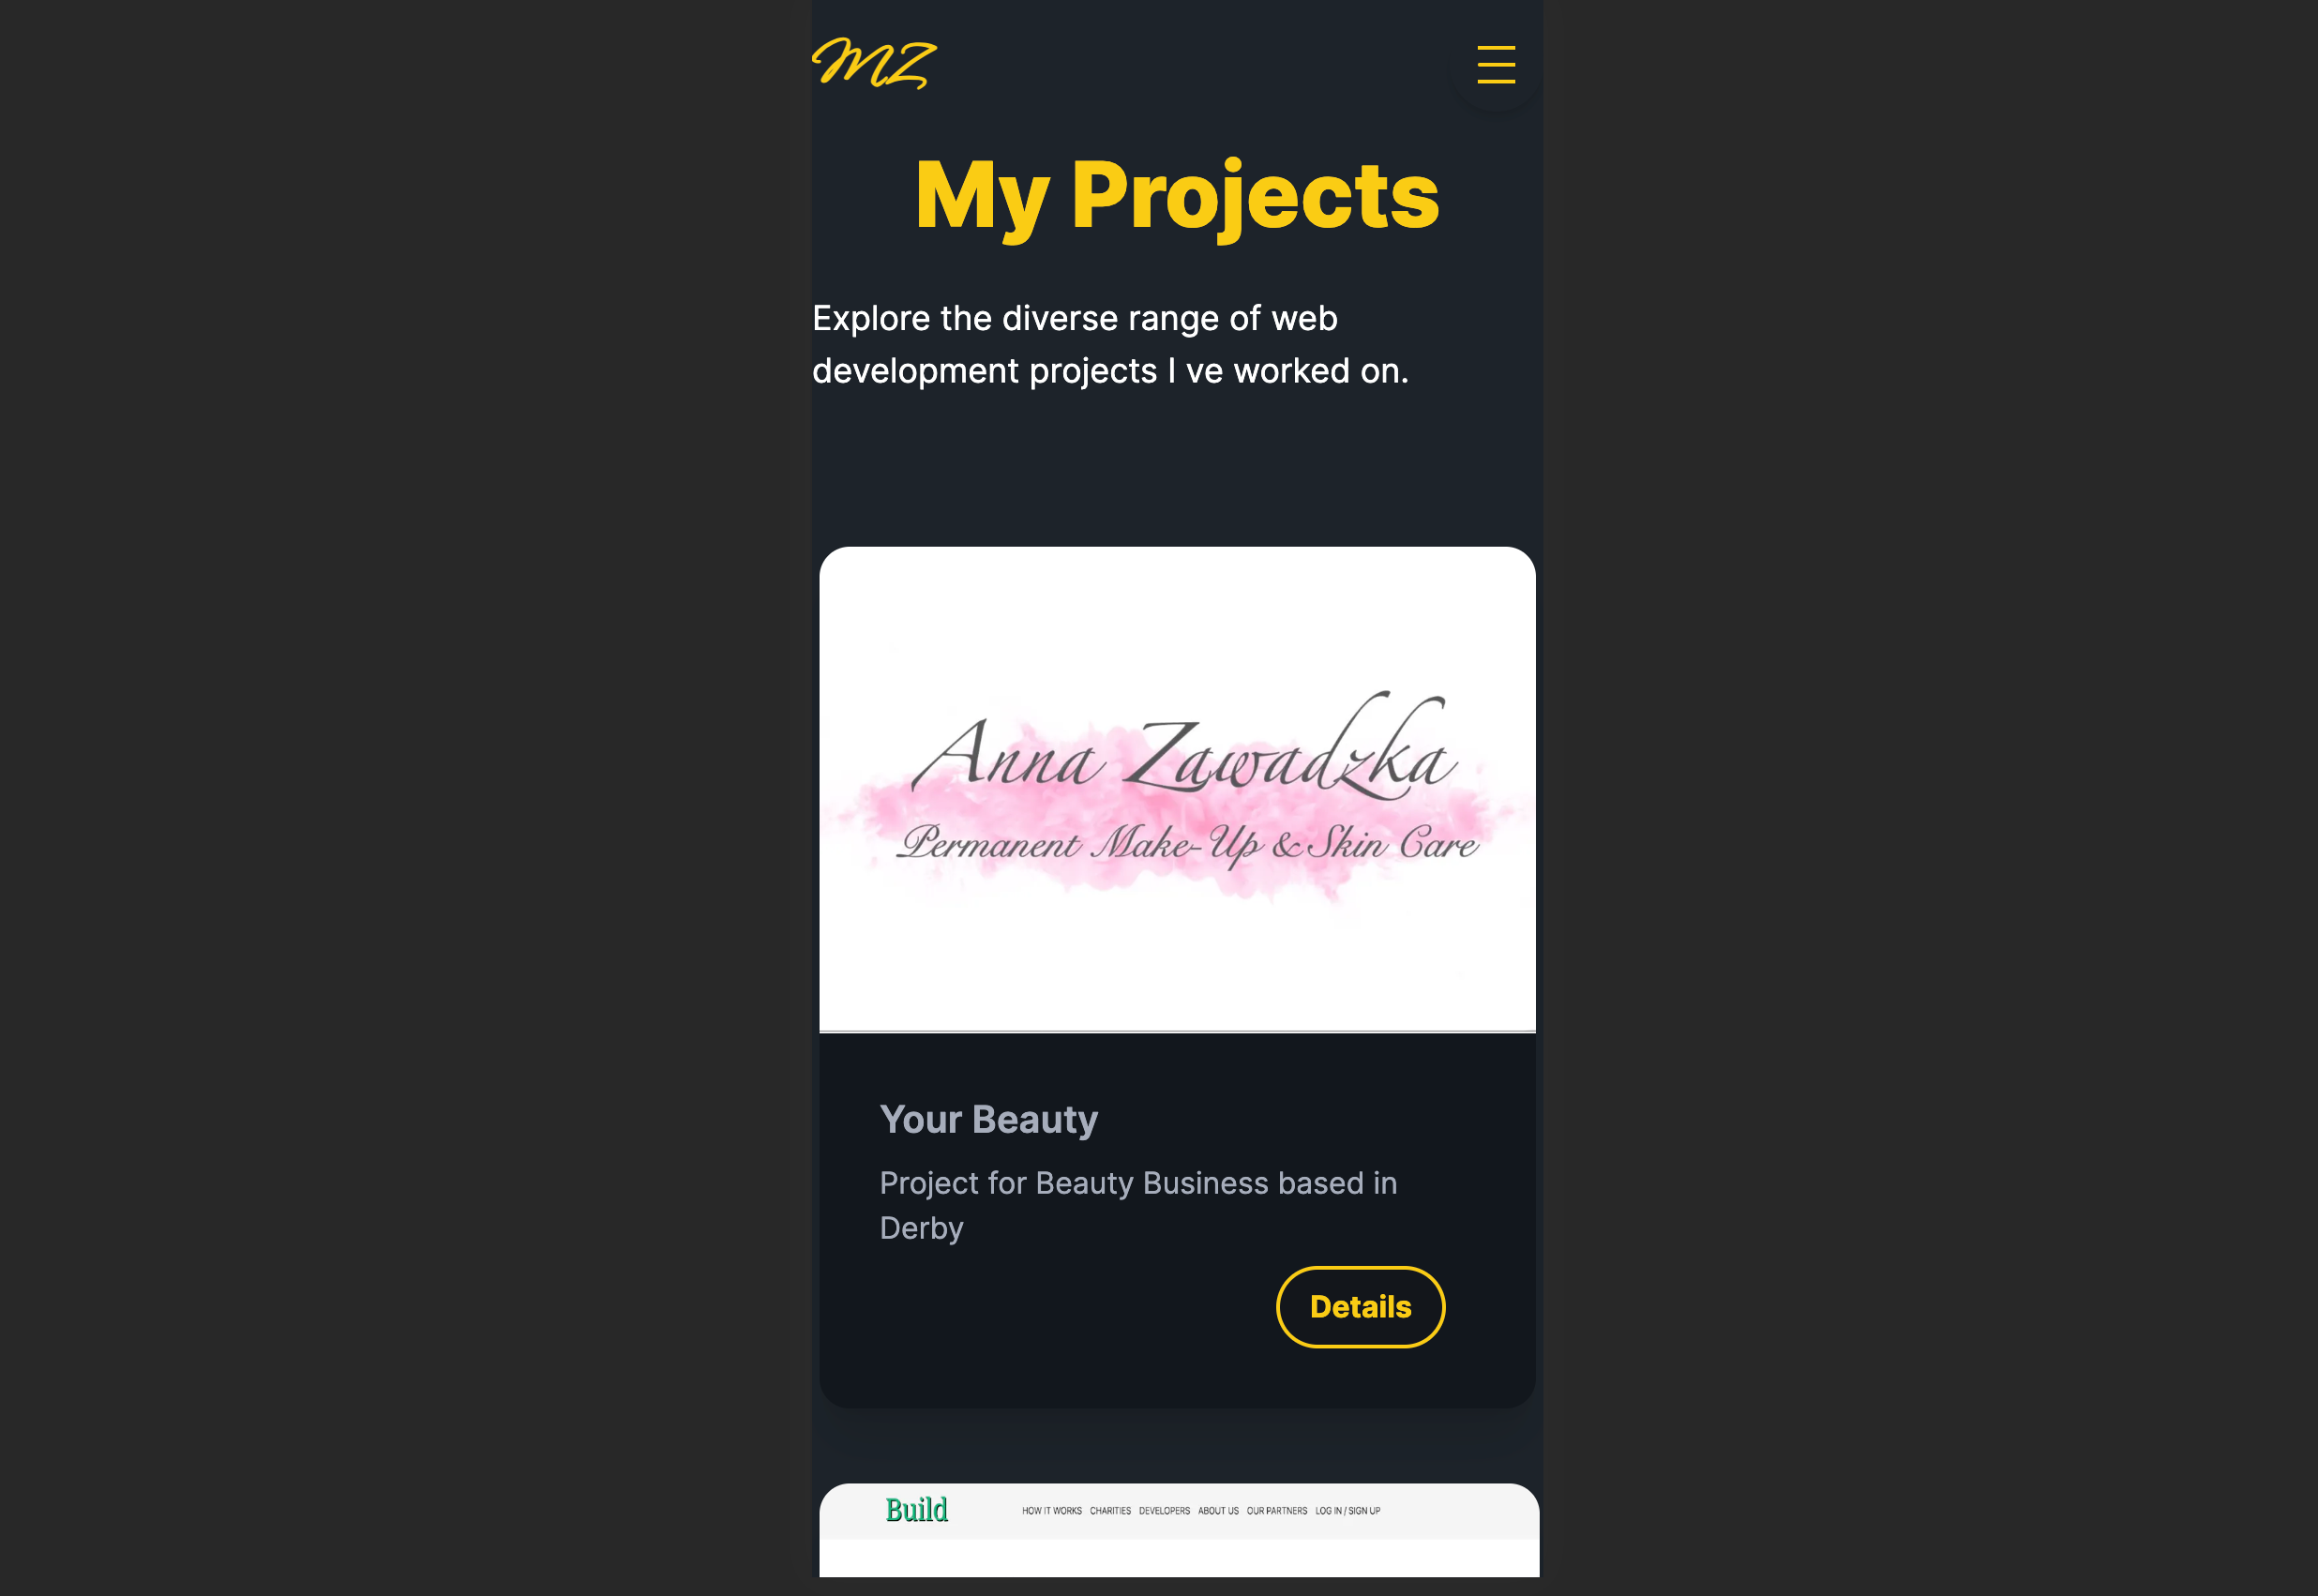 MZ
My Projects
Explore the diverse range of web
development projects I ve worked on.
Anna Zawadzka
Permanent Make-Up & Skin Care
Your Beauty
Project for Beauty Business based in
Derby
Details
Build HOW IT WORKS CHARITIES DEVELOPERS ABOUT US OUR PARTNERS LOG IN / SIGN UP